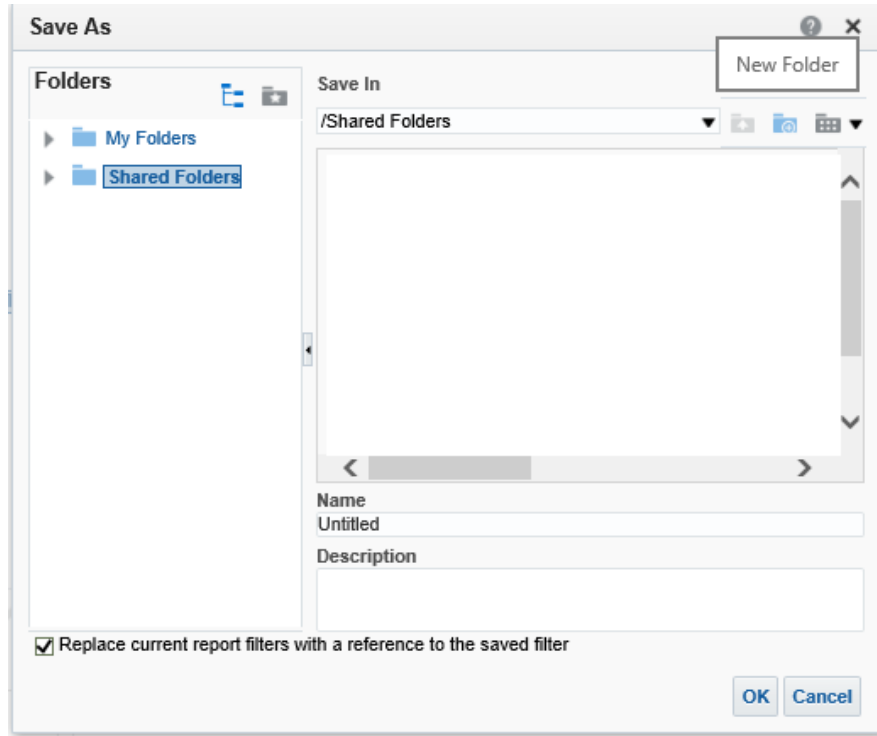 Save As
New Folder
Folders
Save In
/Shared Folders
My Folders
Shared Folders
Name
Untitled
Description
Replace current report filters with a reference to the saved filter
OK
Cancel